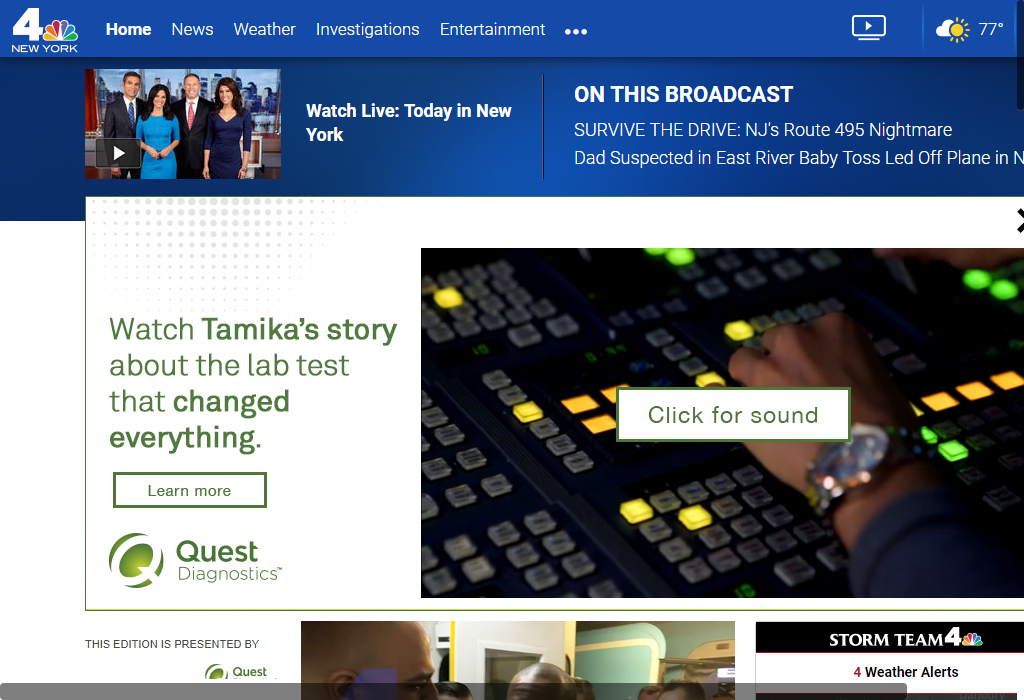 4
NEW YORK
Home News Weather Investigations Entertainment
77°
Watch Live: Today in New
York
ON THIS BROADCAST
SURVIVE THE DRIVE: NJ's Route 495 Nightmare
Dad Suspected in East River Baby Toss Led Off Plane in N
Watch Tamika's story
about the lab test
that changed
everything.
Learn more
Quest
Diagnostics™
Click for sound
THIS EDITION IS PRESENTED BY
Quest
STORM TEAM 4
4 Weather Alerts